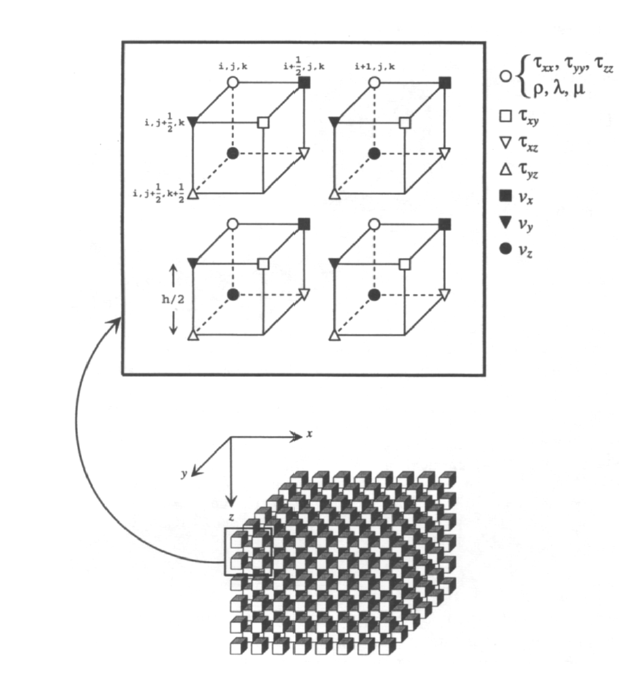 i,j,k
i+½,j,k
i+1,j,k
τxx, τyy, τzz
ρ, λ, μ
τxy
i,j+½,k
τxz
τyz
i,j+½,k+½
vx
vy
vz
h/2
x
y
z